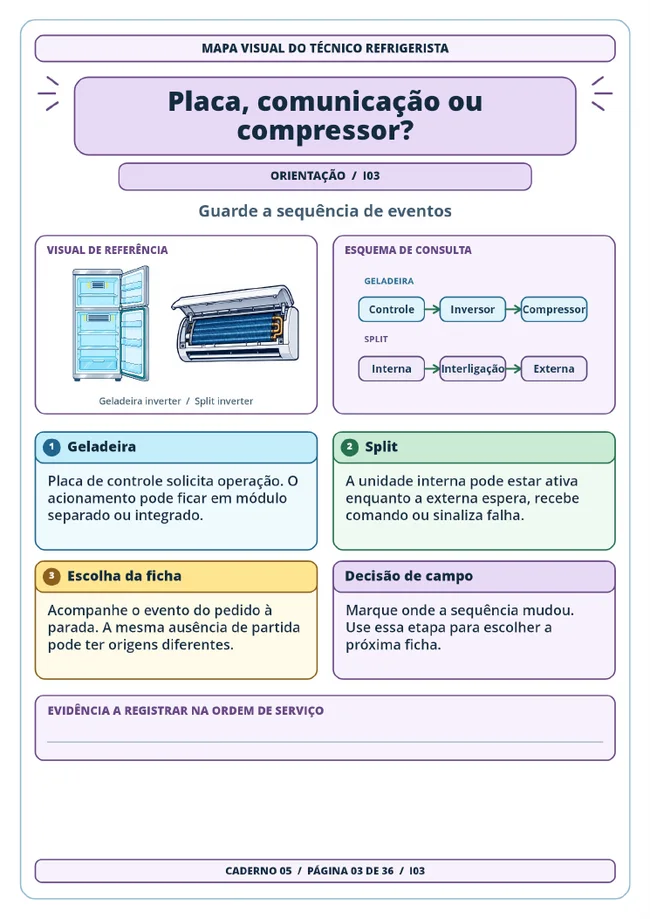 MAPA VISUAL DO TÉCNICO REFRIGERISTA
Placa, comunicação ou
compressor?
ORIENTAÇÃO / I03
Guarde a sequência de eventos
VISUAL DE REFERÊNCIA
Geladeira inverter / Split inverter
ESQUEMA DE CONSULTA
GELADEIRA
Controle Inversor Compressor
SPLIT
Interna Interligação Externa
1 Geladeira
Placa de controle solicita operação. O
acionamento pode ficar em módulo
separado ou integrado.
2 Split
A unidade interna pode estar ativa
enquanto a externa espera, recebe
comando ou sinaliza falha.
3 Escolha da ficha
Acompanhe o evento do pedido à
parada. A mesma ausência de partida
pode ter origens diferentes.
Decisão de campo
Marque onde a sequência mudou.
Use essa etapa para escolher a
próxima ficha.
EVIDÊNCIA A REGISTRAR NA ORDEM DE SERVIÇO
CADERNO 05 / PÁGINA 03 DE 36 / I03